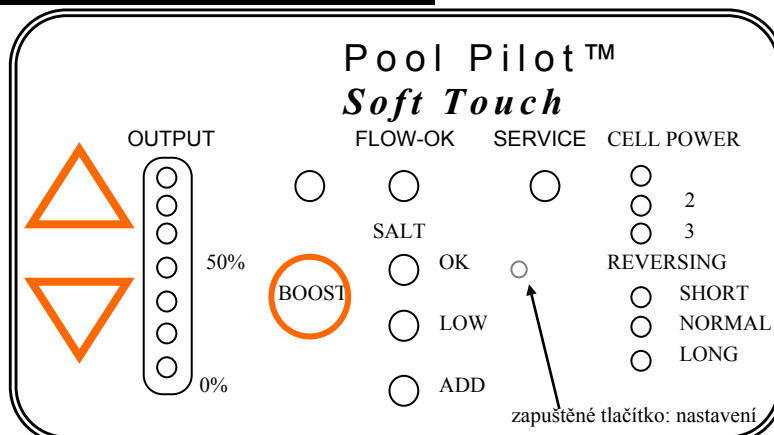 Pool Pilot™
Soft Touch
OUTPUT
FLOW-OK
SERVICE
CELL POWER
2
3
SALT
50%
OK
REVERSING
BOOST
SHORT
LOW
NORMAL
LONG
0%
ADD
zapuštěné tlačítko: nastavení